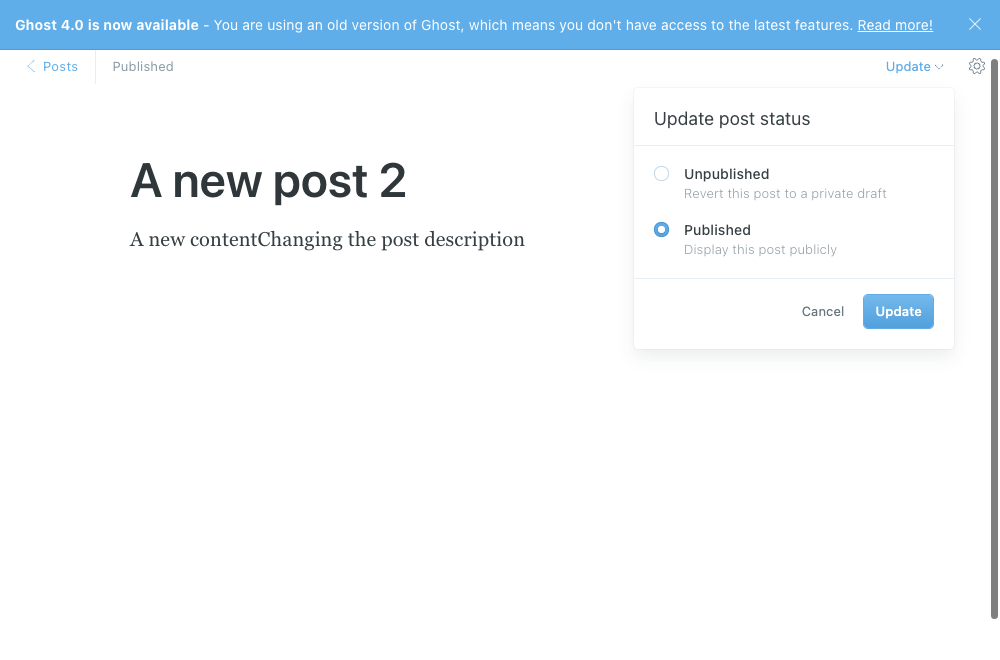 Ghost 4.0 is now available - You are using an old version of Ghost, which means you don't have access to the latest features. Read more!
Posts
Published
Update
Update post status
Unpublished
Revert this post to a private draft
Published
Display this post publicly
Cancel
Update
A new post 2
A new contentChanging the post description